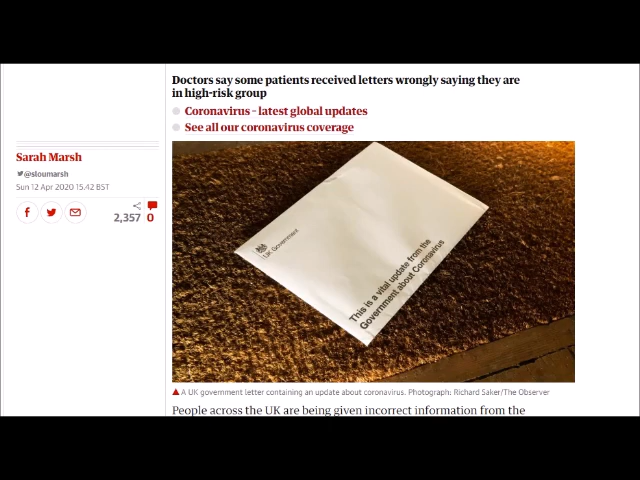 Doctors say some patients received letters wrongly saying they are
in high-risk group
Coronavirus – latest global updates
See all our coronavirus coverage
Sarah Marsh
@sloumarsh
Sun 12 Apr 2020 15.42 BST
2,357 0
UK Government
This is a vital update from the
Government about Coronavirus
A UK government letter containing an update about coronavirus. Photograph: Richard Saker/The Observer
People across the UK are being given incorrect information from the